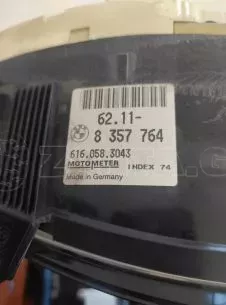 62.11-
8 357 764
616.058.3043
MOTOMETER INDEX 74
Made in Germany